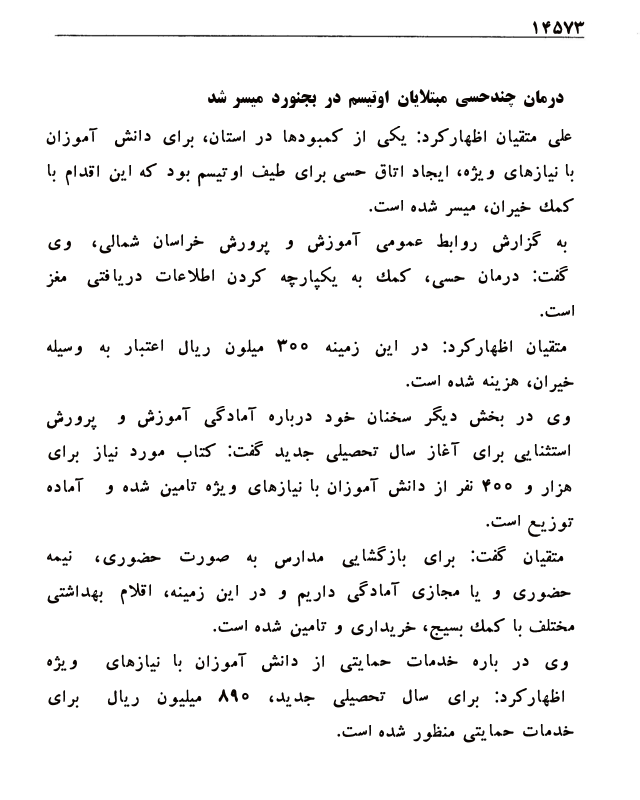 ۱۴۵۷۳
درمان چندحسی مبتلایان اوتیسم در بجنورد میسر شد
علی متقیان اظهارکرد: یکی از کمبودها در استان، برای دانش آموزان
با نیازهای ویژه، ایجاد اتاق حسی برای طیف اوتیسم بود که این اقدام با
کمك خیران، میسر شده است.
به گزارش روابط عمومی آموزش و پرورش خراسان شمالی، وی
گفت: درمان حسی، کمك به یکپارچه کردن اطلاعات دریافتی مغز
است.
متقیان اظهارکرد: در این زمینه ۳۰۰ میلون ریال اعتبار به وسیله
خیران، هزینه شده است.
وی در بخش دیگر سخنان خود درباره آمادگی آموزش و پرورش
استثنایی برای آغاز سال تحصیلی جدید گفت: کتاب مورد نیاز برای
هزار و ۴۰۰ نفر از دانش آموزان با نیازهای ویژه تامین شده و آماده
توزیع است.
متقیان گفت: برای بازگشایی مدارس به صورت حضوری، نیمه
حضوری و یا مجازی آمادگی داریم و در این زمینه، اقلام بهداشتی
مختلف با کمك بسیج، خریداری و تامین شده است.
وی در باره خدمات حمایتی از دانش آموزان با نیازهای ویژه
اظهارکرد: برای سال تحصیلی جدید، ۸۹۰ میلیون ریال برای
خدمات حمایتی منظور شده است.